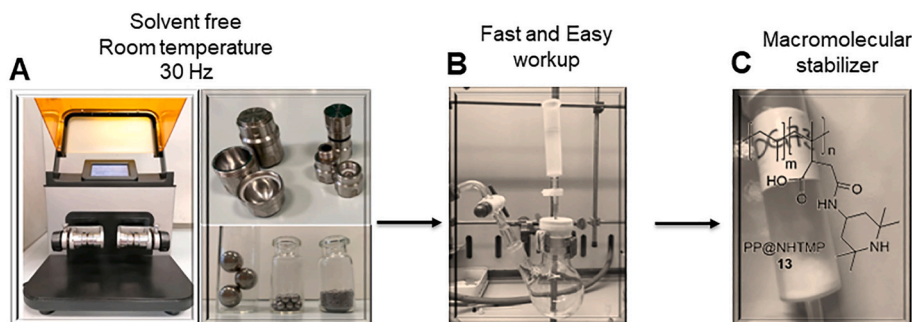 Solvent free
Room temperature
30 Hz
A
Fast and Easy
workup
B
Macromolecular
stabilizer
C
m
n
HO
O
O
HN
NH
PP@NHTMP
13